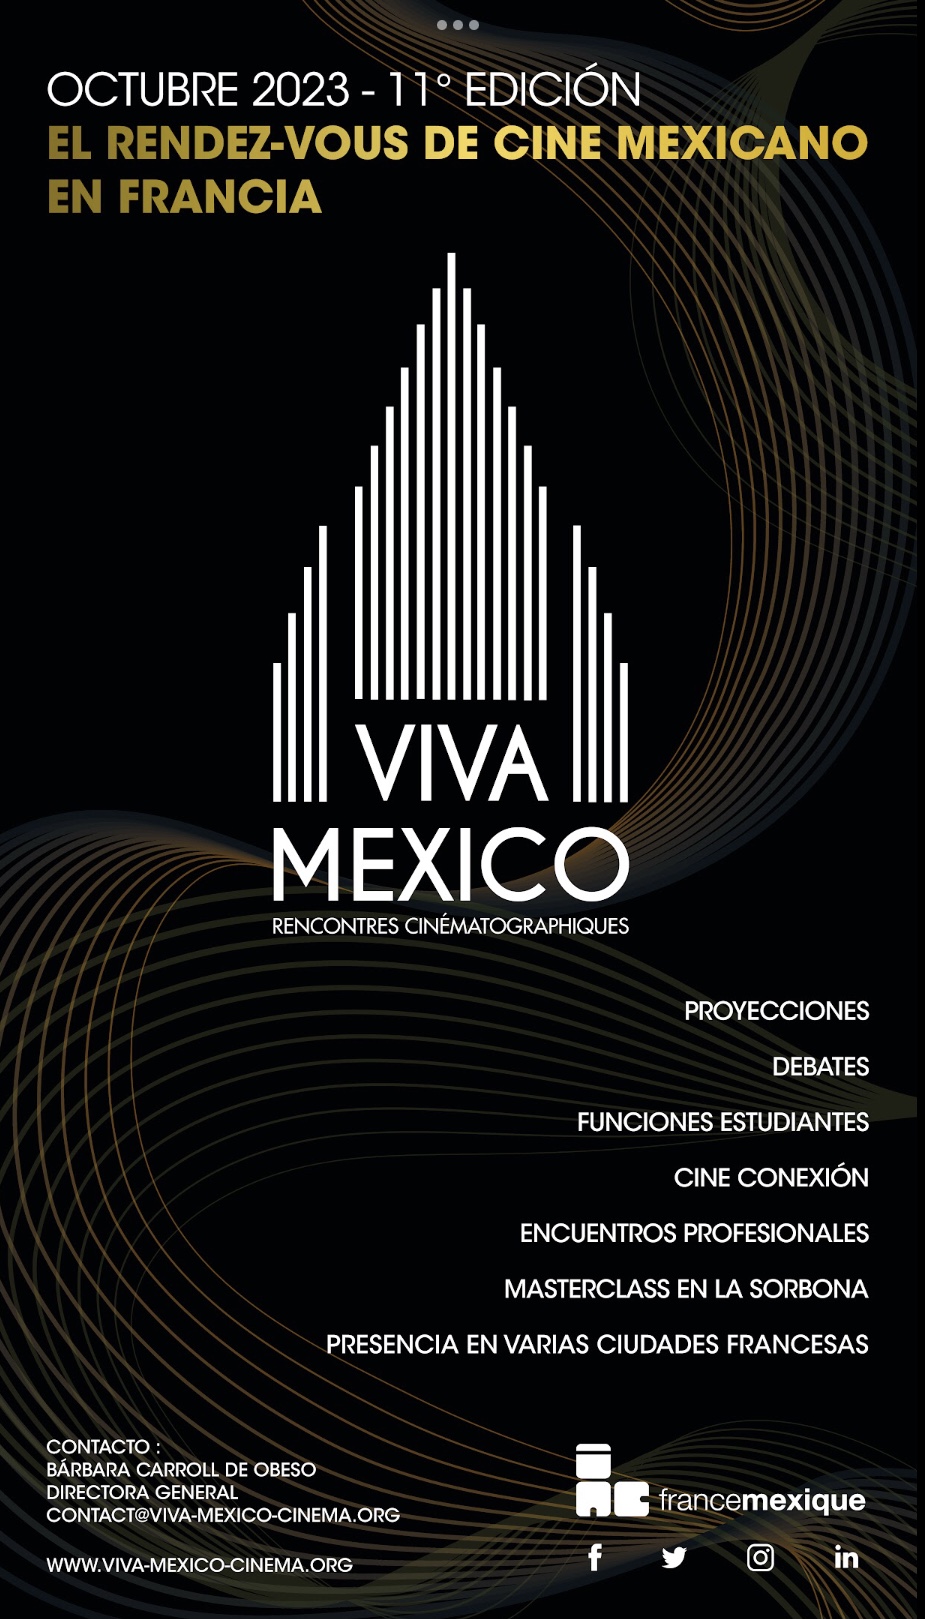 OCTUBRE 2023 - 11° EDICIÓN
EL RENDEZ-VOUS DE CINE MEXICANO
EN FRANCIA
VIVA
MEXICO
RENCONTRES CINÉMATOGRAPHIQUES
PROYECCIONES
DEBATES
FUNCIONES ESTUDIANTES
CINE CONEXIÓN
ENCUENTROS PROFESIONALES
MASTERCLASS EN LA SORBONA
PRESENCIA EN VARIAS CIUDADES FRANCESAS
CONTACTO :
BÁRBARA CARROLL DE OBESO
DIRECTORA GENERAL
CONTACT@VIVA-MEXICO-CINEMA.ORG
WWW.VIVA-MEXICO-CINEMA.ORG
francemexique